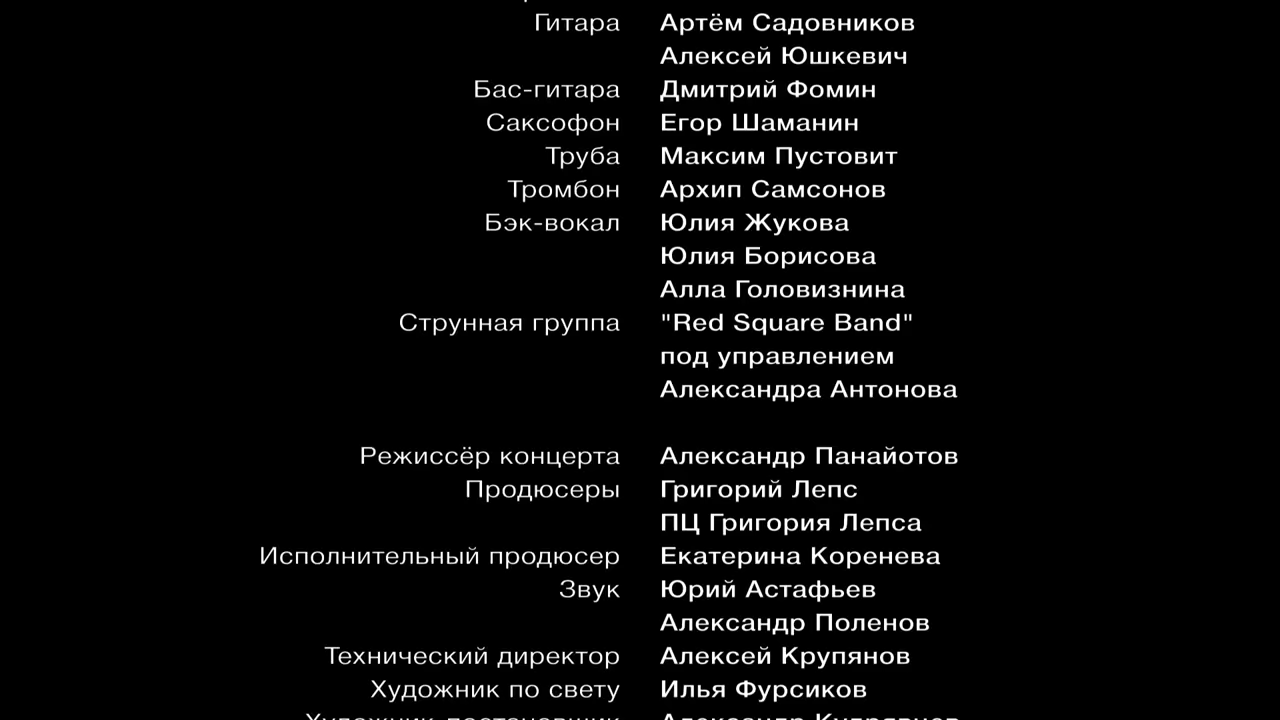 Гитара Артём Садовников
Алексей Юшкевич
Бас-гитара Дмитрий Фомин
Саксофон Егор Шаманин
Труба Максим Пустовит
Тромбон Архип Самсонов
Бэк-вокал Юлия Жукова
Юлия Борисова
Алла Головизнина
Струнная группа "Red Square Band"
под управлением
Александра Антонова
Режиссёр концерта Александр Панайотов
Продюсеры Григорий Лепс
ПЦ Григория Лепса
Исполнительный продюсер Екатерина Коренева
Звук Юрий Астафьев
Александр Поленов
Технический директор Алексей Крупянов
Художник по свету Илья Фурсиков
Художник-постановщик Александр